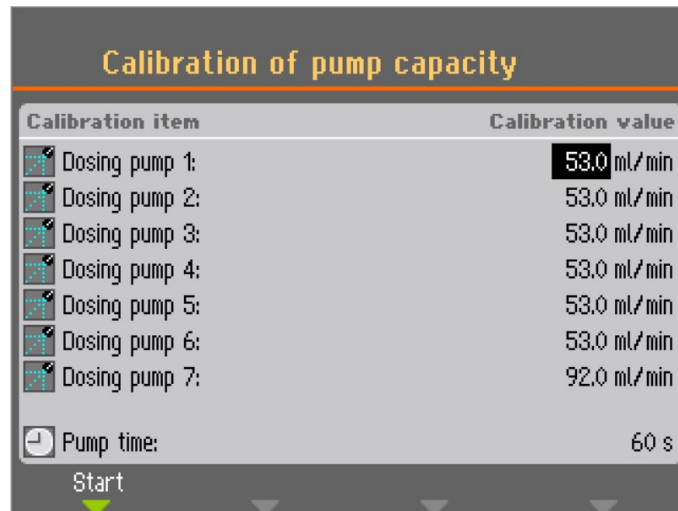 Calibration of pump capacity
Calibration item Calibration value
Dosing pump 1: 53.0 ml/min
Dosing pump 2: 53.0 ml/min
Dosing pump 3: 53.0 ml/min
Dosing pump 4: 53.0 ml/min
Dosing pump 5: 53.0 ml/min
Dosing pump 6: 53.0 ml/min
Dosing pump 7: 92.0 ml/min
Pump time: 60 s
Start